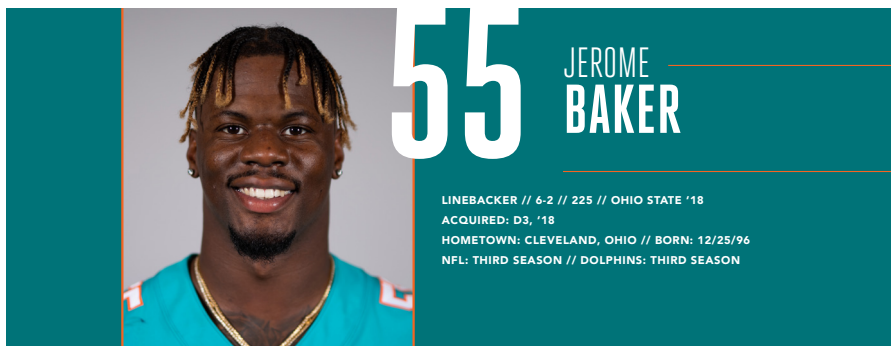 55
JEROME
BAKER
LINEBACKER // 6-2 // 225 // OHIO STATE ’18
ACQUIRED: D3, ’18
HOMETOWN: CLEVELAND, OHIO // BORN: 12/25/96
NFL: THIRD SEASON // DOLPHINS: THIRD SEASON